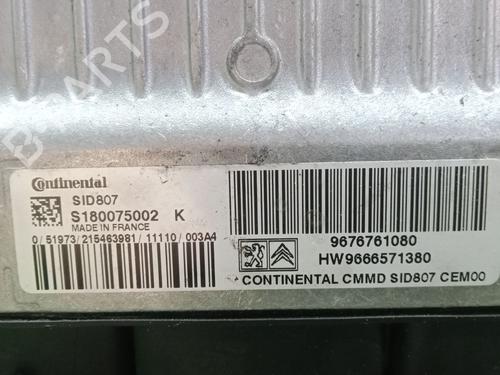 B-PARTS
Continental
SID807
S180075002 K
MADE IN FRANCE
0/51973/215463981/11110/003A4
9676761080
HW9666571380
CONTINENTAL CMMD SID807 CEM00